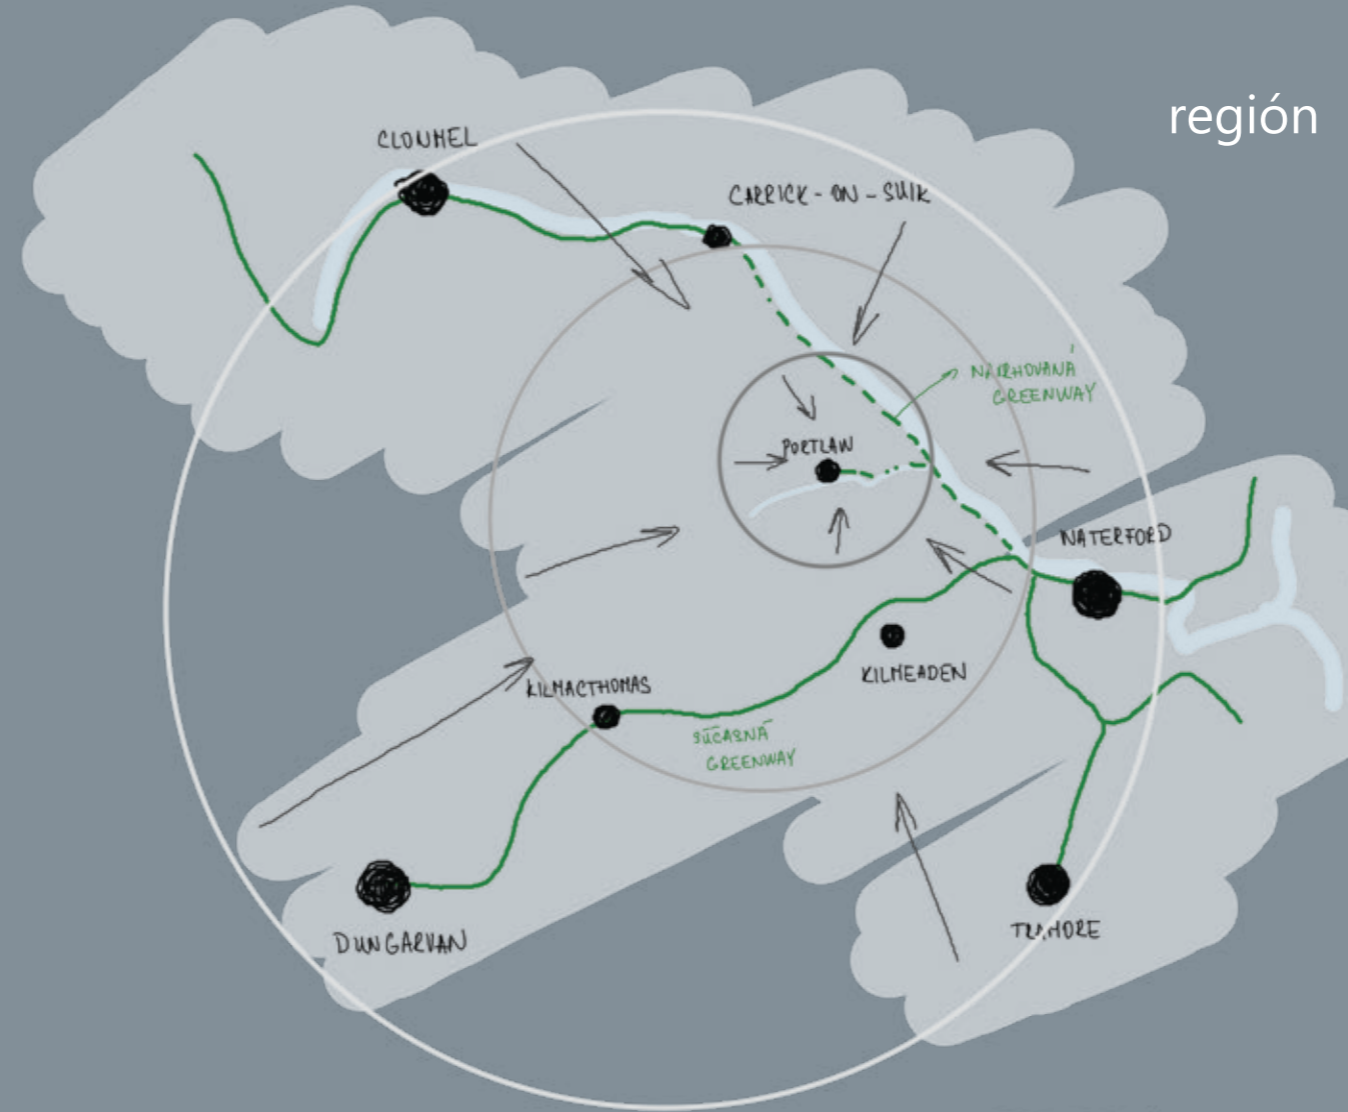 región
CLONMEL
CARRICK-ON-SUIR
NAVRHOVANÁ
GREENWAY
PORTLAW
WATERFORD
KILMEADEN
KILMACTHOMAS
SÚČASNÁ
GREENWAY
DUNGARVAN
TRAMORE